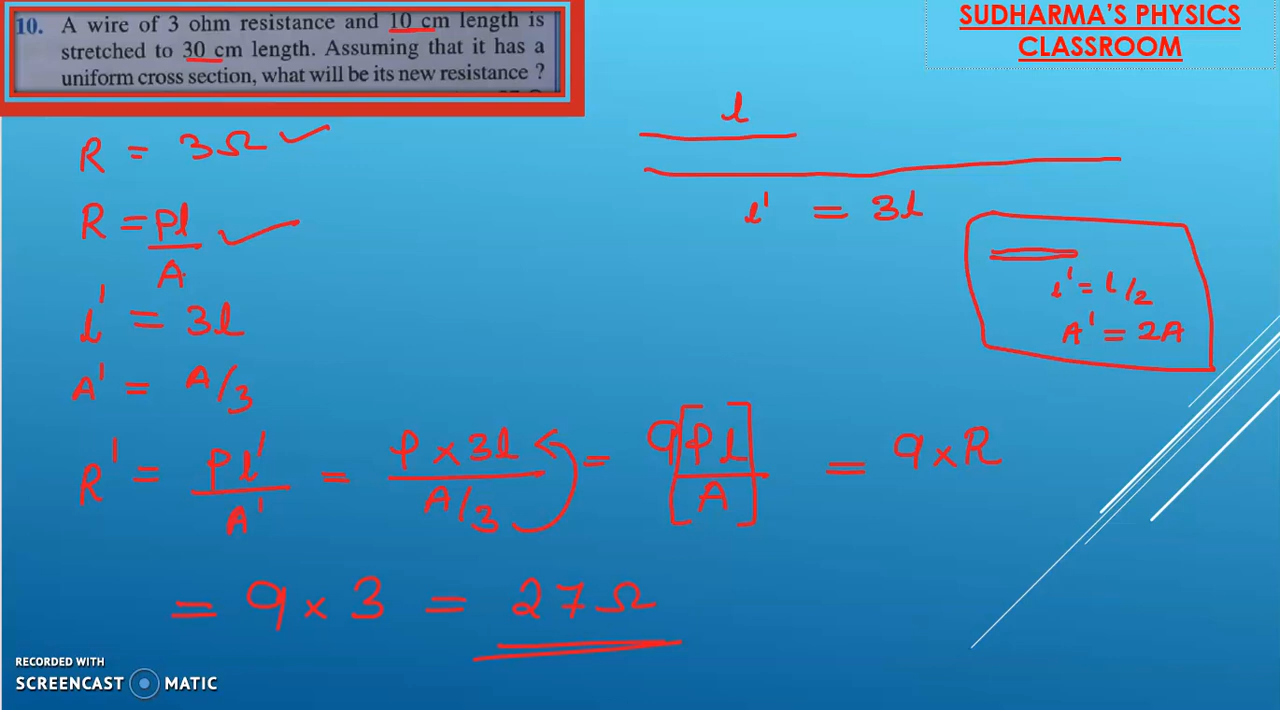 10. A wire of 3 ohm resistance and 10 cm length is
stretched to 30 cm length. Assuming that it has a
uniform cross section, what will be its new resistance ?
SUDHARMA'S PHYSICS
CLASSROOM
R = 3Ω
R = ρl/A
l' = 3l
A' = A/3
l
l' = 3l
l' = l/2
A' = 2A
R' = ρl'/A' = ρ × 3l / A/3 = 9[ρl/A] = 9×R
= 9 × 3 = 27Ω
RECORDED WITH
SCREENCAST MATIC